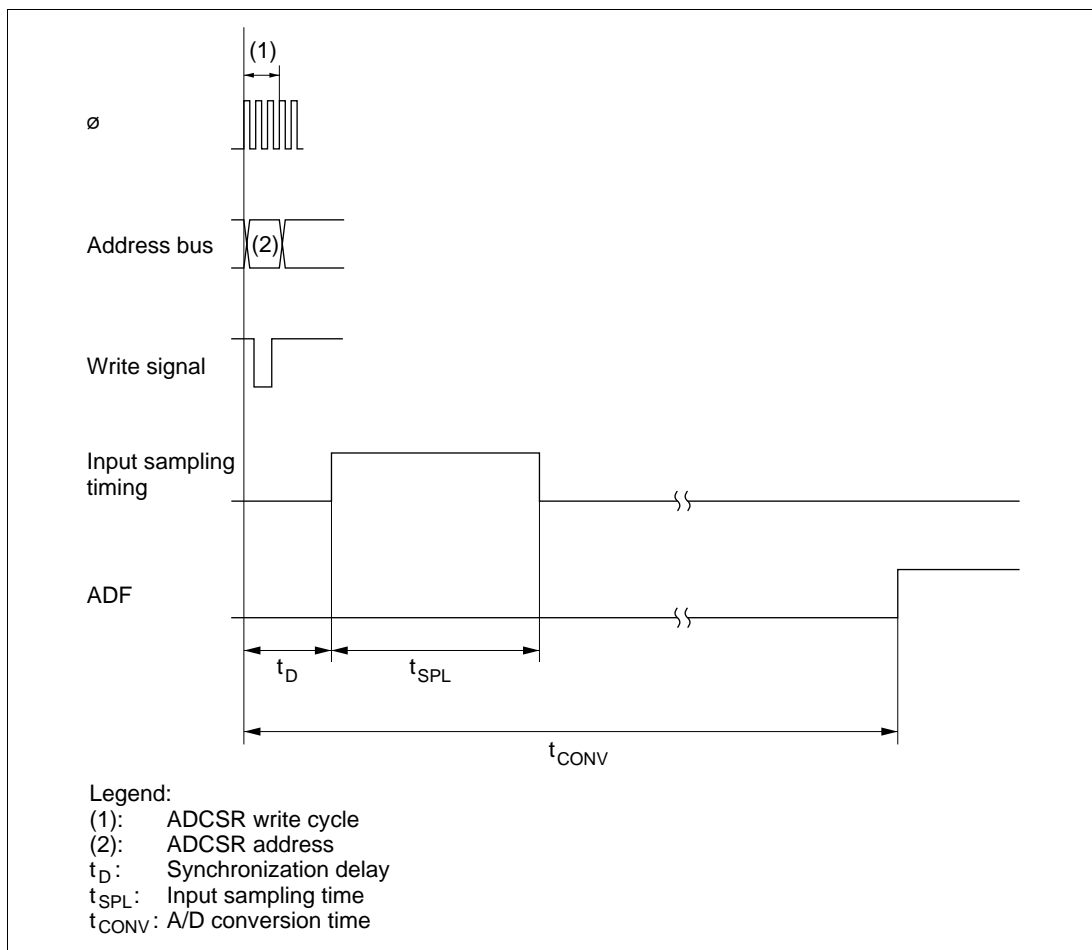 (1)
ø
Address bus
(2)
Write signal
Input sampling
timing
ADF
tD
tSPL
tCONV
Legend:
(1): ADCSR write cycle
(2): ADCSR address
tD : Synchronization delay
tSPL : Input sampling time
tCONV : A/D conversion time